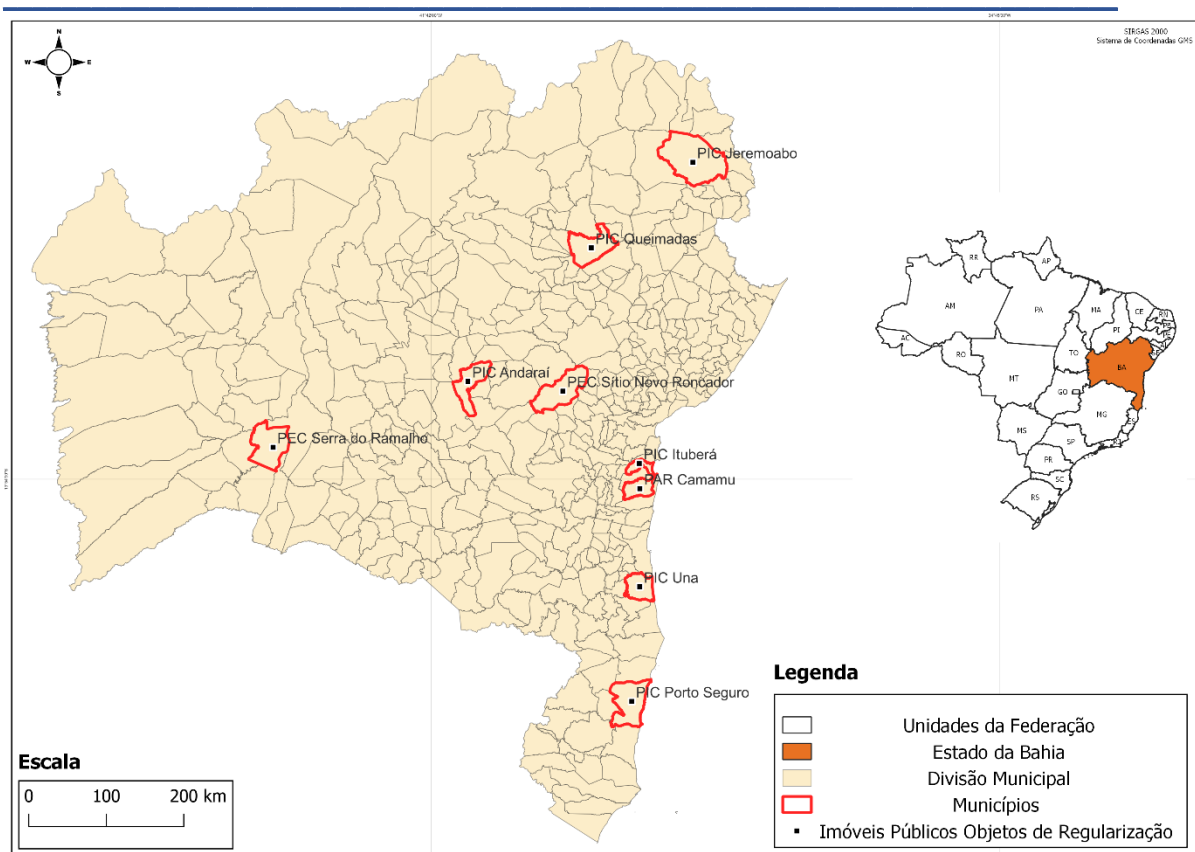 SIRGAS 2000
Sistema de Coordenadas GMS
N
W
E
S
PIC Jeremoabo
PIC Queimadas
PIC Andaraí
PEC Sítio Novo Roncador
PEC Serra do Ramalho
PIC Ituberá
PAR Camamu
PIC Una
PIC Porto Seguro
RR
AP
AM
PA
MA
CE
RN
PB
PI
AC
TO
RO
BA
MT
GO
MG
ES
MS
SP
RJ
PR
SC
RS
Escala
0 100 200 km
Legenda
Unidades da Federação
Estado da Bahia
Divisão Municipal
Municípios
Imóveis Públicos Objetos de Regularização